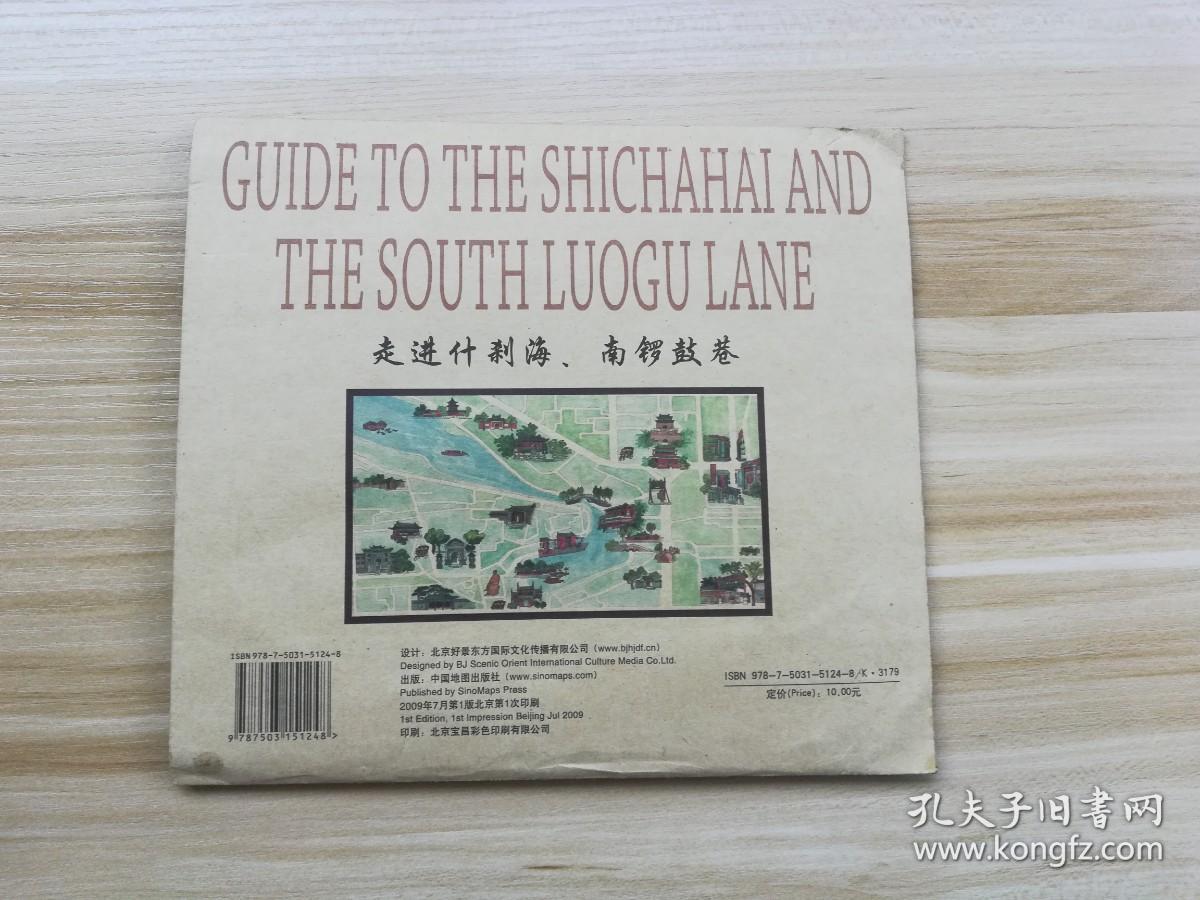 GUIDE TO THE SHICHAHAI AND
THE SOUTH LUOGU LANE
走进什刹海、南锣鼓巷
ISBN 978-7-5031-5124-8
9 787503 151248 >
设计：北京好景东方国际文化传播有限公司（www.bjhjdf.cn）
Designed by BJ Scenic Orient International Culture Media Co.Ltd.
出版：中国地图出版社（www.sinomaps.com）
Published by SinoMaps Press
2009年7月第1版北京第1次印刷
1st Edition, 1st Impression Beijing Jul 2009
印刷：北京宝昌彩色印刷有限公司
ISBN 978-7-5031-5124-8/K·3179
定价(Price)：10.00元
孔夫子旧书网
www.kongfz.com